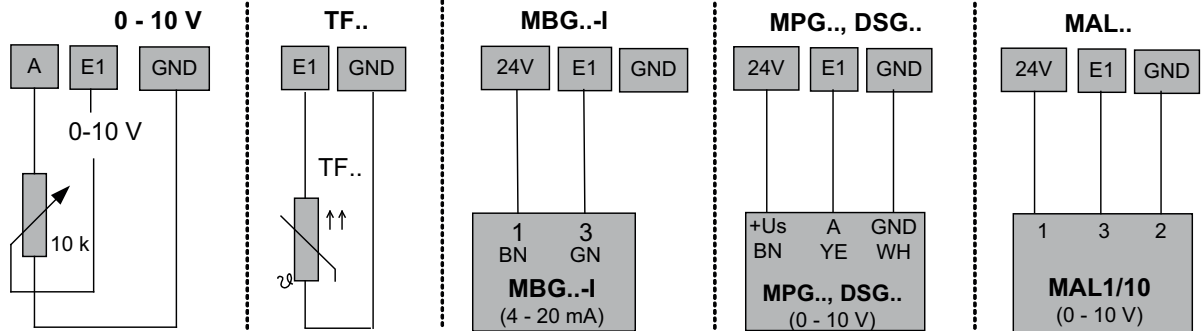 0 - 10 V
A E1 GND
0-10 V
10 k
TF..
E1 GND
TF..
ϑ
MBG..-I
24V E1 GND
1 3
BN GN
MBG..-I
(4 - 20 mA)
MPG.., DSG..
24V E1 GND
+Us A GND
BN YE WH
MPG.., DSG..
(0 - 10 V)
MAL..
24V E1 GND
1 3 2
MAL1/10
(0 - 10 V)